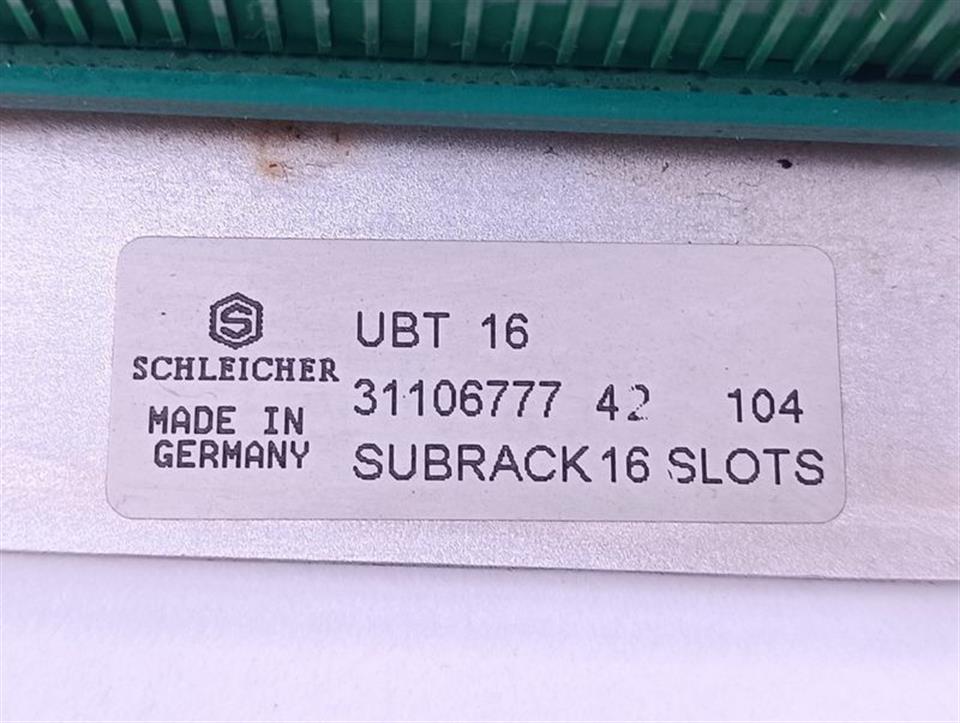 SCHLEICHER
MADE IN
GERMANY
UBT 16
31106777 42 104
SUBRACK 16 SLOTS